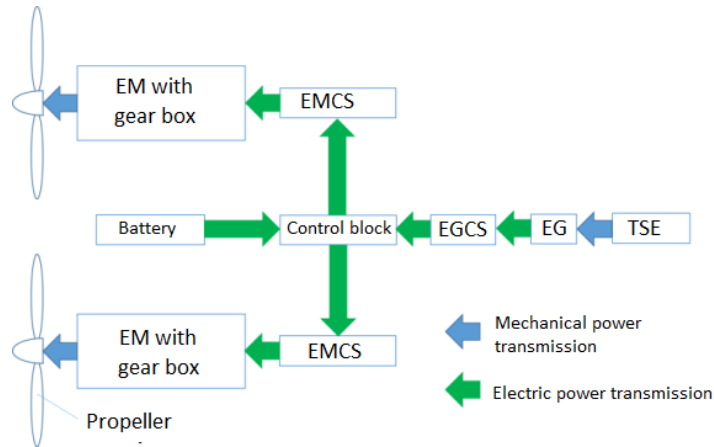 EM with
gear box
EMCS
Battery
Control block
EGCS
EG
TSE
EM with
gear box
EMCS
Mechanical power
transmission
Electric power transmission
Propeller